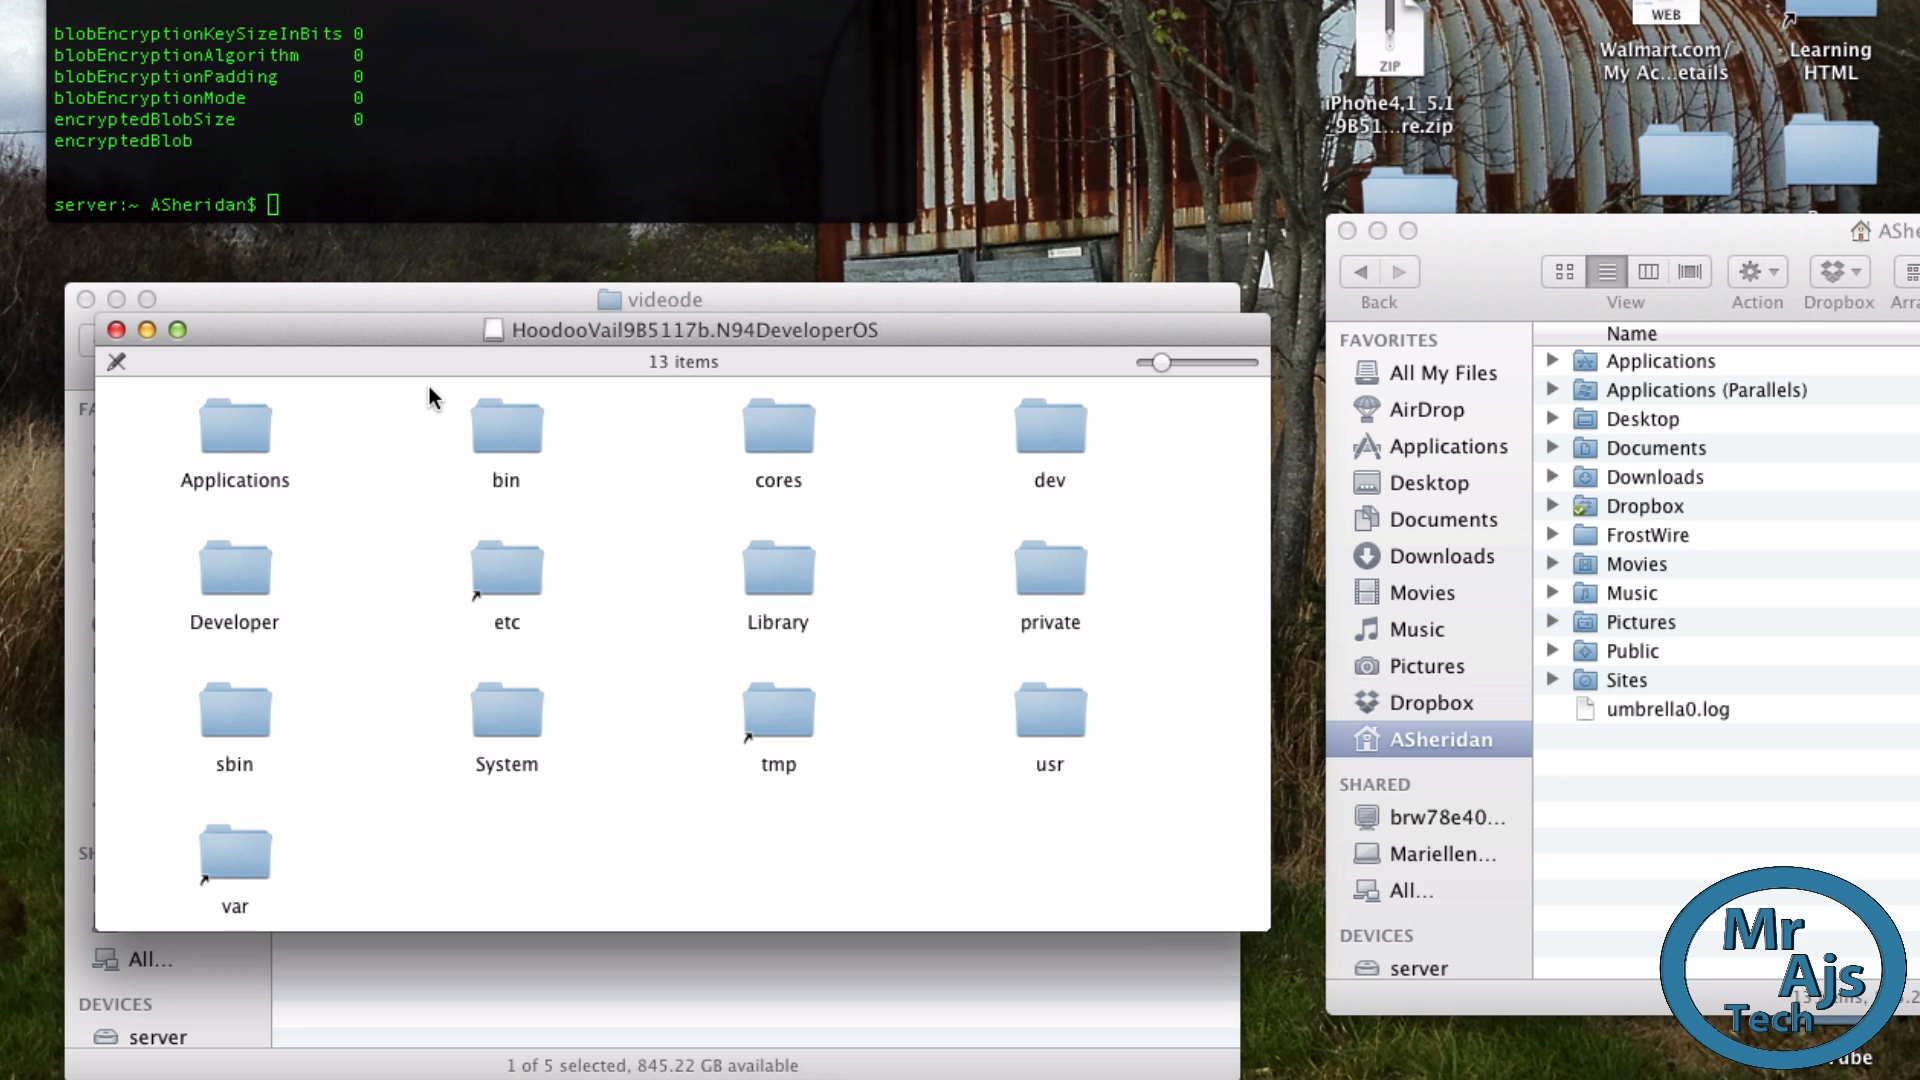 blobEncryptionKeySizeInBits 0
blobEncryptionAlgorithm 0
blobEncryptionPadding 0
blobEncryptionMode 0
encryptedBlobSize 0
encryptedBlob
server:~ ASheridan$
ZIP
iPhone4,1_5.1
_9B51...re.zip
WEB
Walmart.com/
My Ac...etails
Learning
HTML
videode
HoodooVail9B5117b.N94DeveloperOS
13 items
Applications
bin
cores
dev
Developer
etc
Library
private
sbin
System
tmp
usr
var
All...
DEVICES
server
1 of 5 selected, 845.22 GB available
Back
View
Action
Dropbox
FAVORITES
All My Files
AirDrop
Applications
Desktop
Documents
Downloads
Movies
Music
Pictures
Dropbox
ASheridan
SHARED
brw78e40...
Mariellen...
All...
DEVICES
server
Name
Applications
Applications (Parallels)
Desktop
Documents
Downloads
Dropbox
FrostWire
Movies
Music
Pictures
Public
Sites
umbrella0.log
Mr
Ajs
Tech